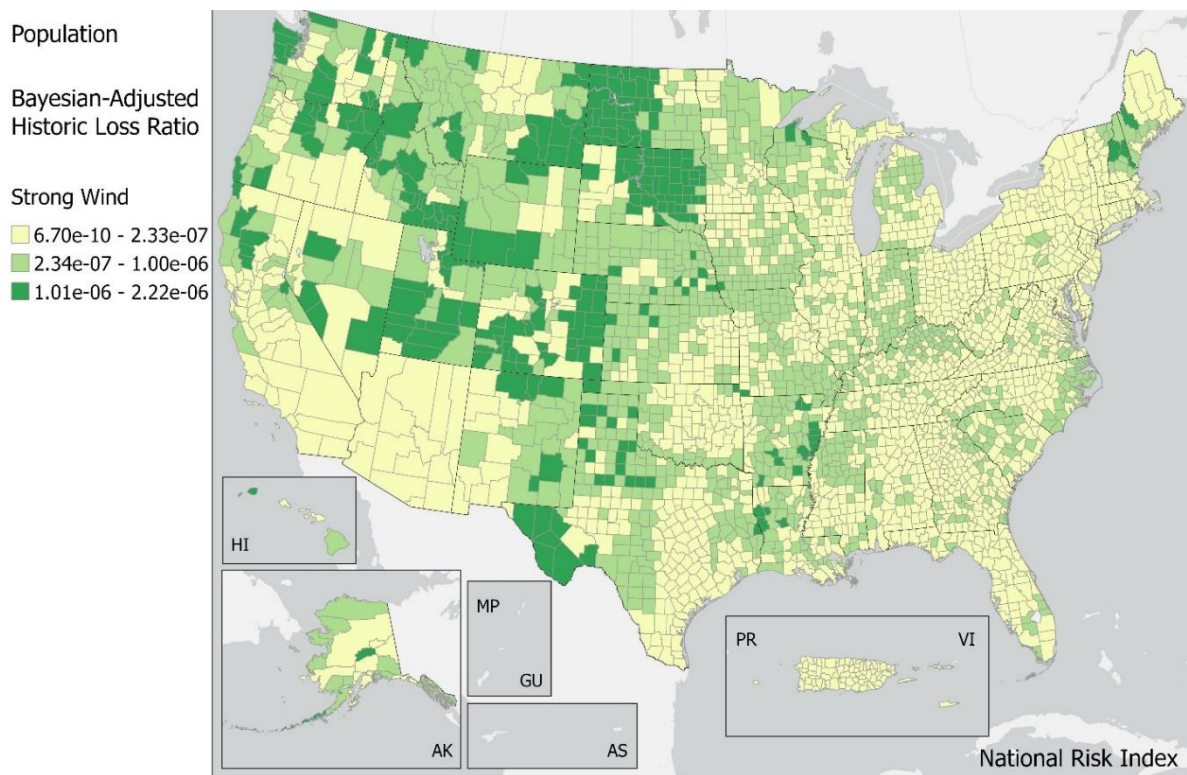 Population
Bayesian-Adjusted
Historic Loss Ratio
Strong Wind
6.70e-10 - 2.33e-07
2.34e-07 - 1.00e-06
1.01e-06 - 2.22e-06
HI
AK
MP
GU
AS
PR
VI
National Risk Index